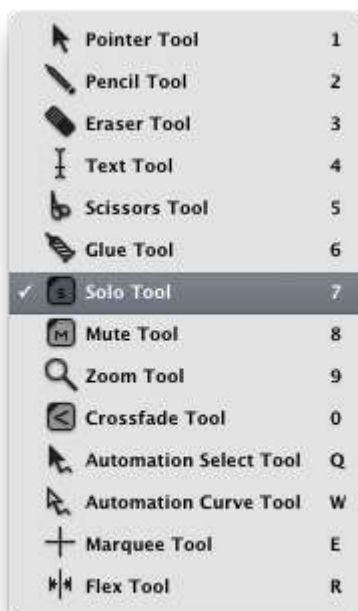 Pointer Tool 1
Pencil Tool 2
Eraser Tool 3
Text Tool 4
Scissors Tool 5
Glue Tool 6
✓ S Solo Tool 7
M Mute Tool 8
Zoom Tool 9
Crossfade Tool 0
Automation Select Tool Q
Automation Curve Tool W
Marquee Tool E
Flex Tool R